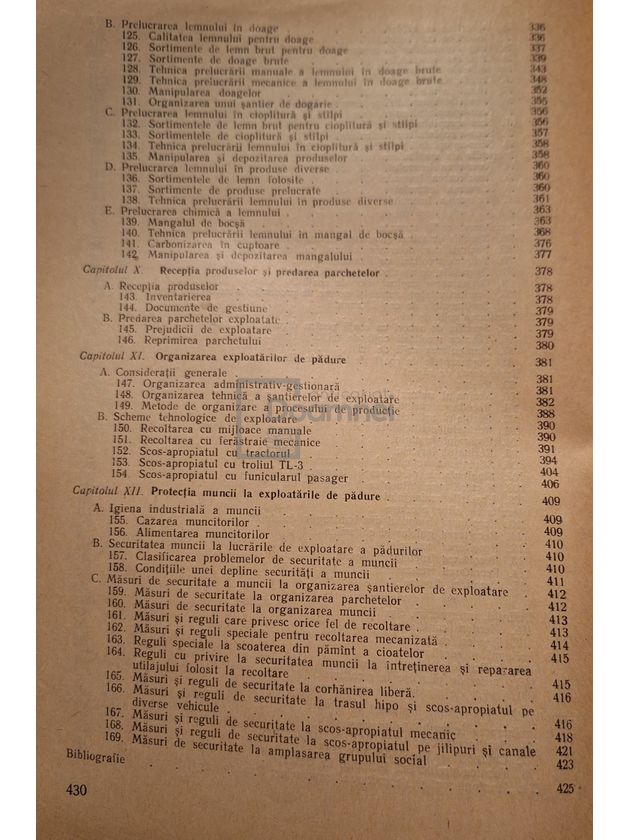 B. Prelucrarea lemnului în doage 336
125. Calitatea lemnului pentru doage 336
126. Sortimente de lemn brut pentru doage 337
127. Sortimente de doage brute 339
128. Tehnica prelucrării manuale a lemnului în doage brute 343
129. Tehnica prelucrării mecanice a lemnului în doage brute 348
130. Manipularea doagelor 352
131. Organizarea unui șantier de dogarie 355
C. Prelucrarea lemnului în cioplitură și stîlpi 356
132. Sortimentele de lemn brut pentru cioplitură și stîlpi 356
133. Sortimentele de cioplitură și stîlpi 357
134. Tehnica prelucrării lemnului în cioplitură și stîlpi 358
135. Manipularea și depozitarea produselor 358
D. Prelucrarea lemnului în produse diverse 360
136. Sortimentele de lemn folosite 360
137. Sortimente de produse prelucrate 360
138. Tehnica prelucrării lemnului în produse diverse 361
E. Prelucrarea chimică a lemnului 363
139. Mangalul de bocșă 363
140. Tehnica prelucrării lemnului în mangal de bocșă 368
141. Carbonizarea în cuptoare 376
142. Manipularea și depozitarea mangalului 377
Capitolul X. Recepția produselor și predarea parchetelor 378
A. Recepția produselor 378
143. Inventarierea 378
144. Documente de gestiune 379
B. Predarea parchetelor exploatate 379
145. Prejudicii de exploatare 379
146. Reprimirea parchetului 380
Capitolul XI. Organizarea exploatărilor de pădure 381
A. Considerații generale 381
147. Organizarea administrativ-gestionară 381
148. Organizarea tehnică a șantierelor de exploatare 382
149. Metode de organizare a procesului de producție 388
B. Scheme tehnologice de exploatare 390
150. Recoltarea cu mijloace manuale 390
151. Recoltarea cu ferăstraie mecanice 391
152. Scos-apropiatul cu tractorul 394
153. Scos-apropiatul cu troliul TL-3 404
154. Scos-apropiatul cu funicularul pasager 406
Capitolul XII. Protecția muncii la exploatările de pădure 409
A. Igiena industrială a muncii 409
155. Cazarea muncitorilor 409
156. Alimentarea muncitorilor 410
B. Securitatea muncii la lucrările de exploatare a pădurilor 410
157. Clasificarea problemelor de securitate a muncii 410
158. Condițiile unei depline securități a muncii 411
C. Măsuri de securitate a muncii la organizarea șantierelor de exploatare 412
159. Măsuri de securitate la organizarea parchetelor 412
160. Măsuri de securitate la organizarea muncii 413
161. Măsuri și reguli care privesc orice fel de recoltare 413
162. Măsuri și reguli speciale pentru recoltarea mecanizată 414
163. Reguli speciale la scoaterea din pămînt a cioatelor 415
164. Reguli cu privire la securitatea muncii la întreținerea și repararea
utilajului folosit la recoltare 415
165. Măsuri și reguli de securitate la corhănirea liberă. 416
166. Măsuri și reguli de securitate la trasul hipo și scos-apropiatul pe
diverse vehicule 416
167. Măsuri și reguli de securitate la scos-apropiatul mecanic 418
168. Măsuri și reguli de securitate la scos-apropiatul pe jilipuri și canale 421
169. Măsuri de securitate la amplasarea grupului social 423
Bibliografie 425
430